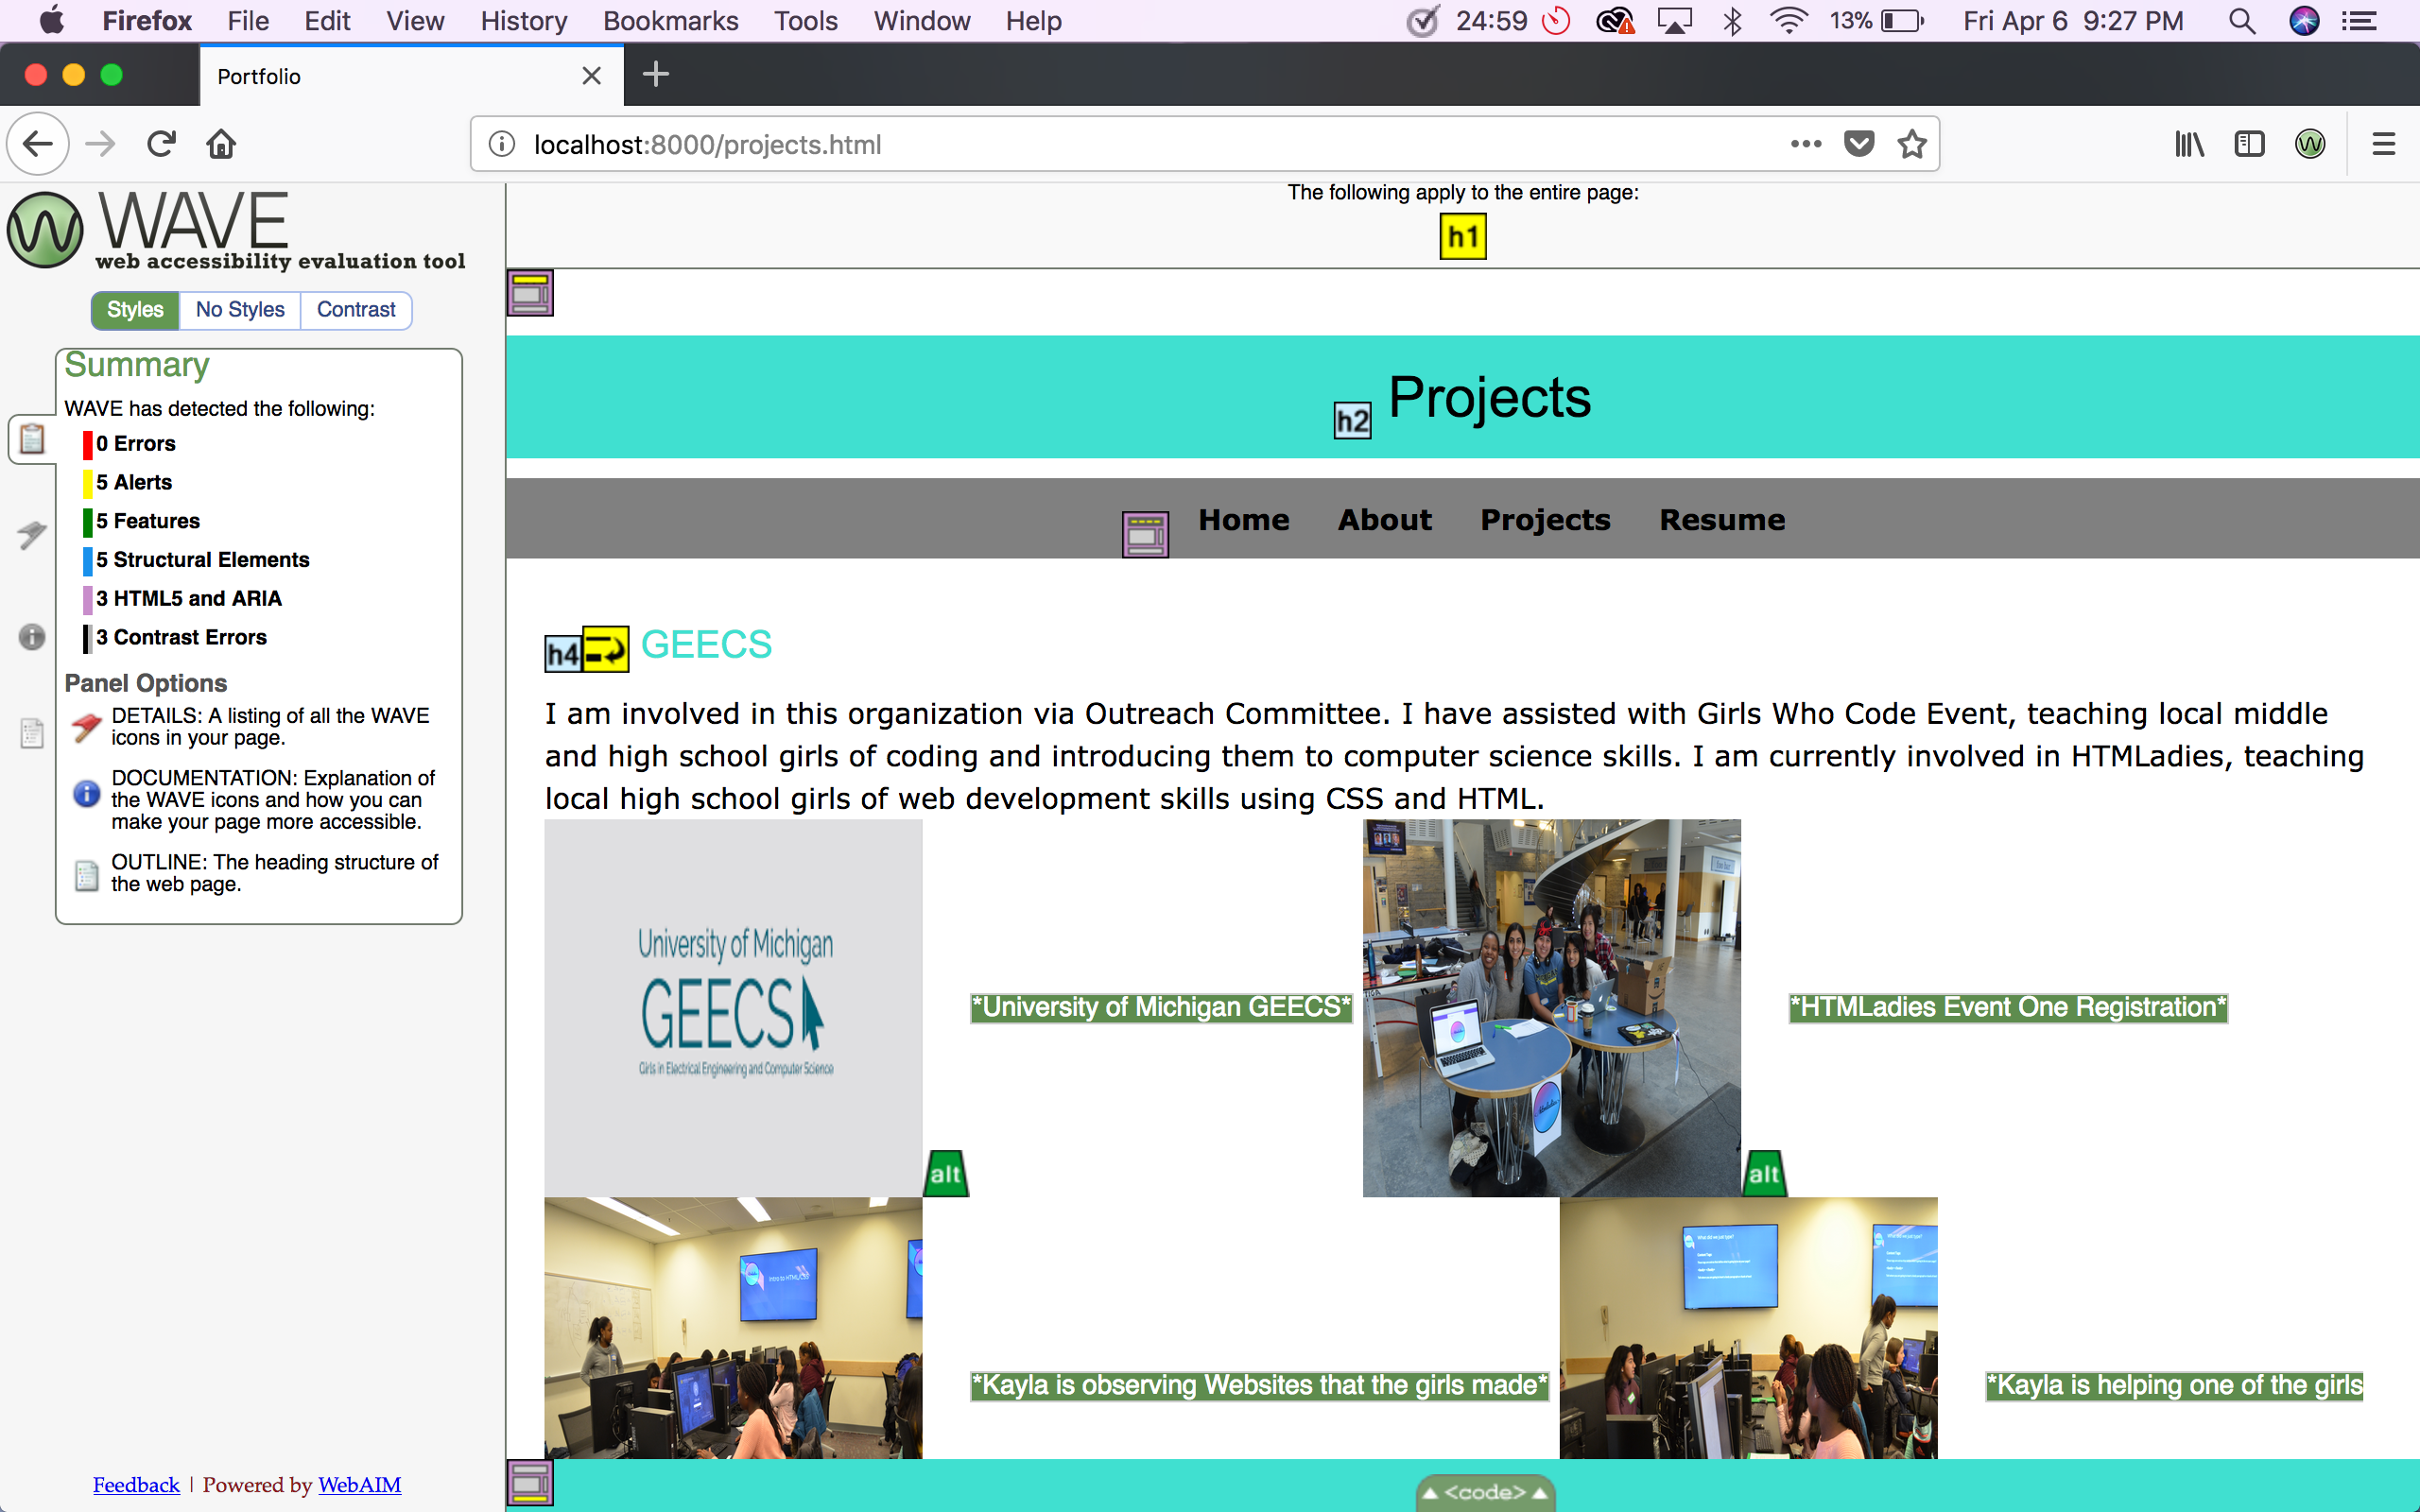 Firefox File Edit View History Bookmarks Tools Window Help 24:59 13% Fri Apr 6 9:27 PM
Portfolio
localhost:8000/projects.html
WAVE
web accessibility evaluation tool
Styles No Styles Contrast
Summary
WAVE has detected the following:
0 Errors
5 Alerts
5 Features
5 Structural Elements
3 HTML5 and ARIA
3 Contrast Errors
Panel Options
DETAILS: A listing of all the WAVE
icons in your page.
DOCUMENTATION: Explanation of
the WAVE icons and how you can
make your page more accessible.
OUTLINE: The heading structure of
the web page.
Feedback | Powered by WebAIM
The following apply to the entire page:
h1
h2 Projects
Home About Projects Resume
h4 GEECS
I am involved in this organization via Outreach Committee. I have assisted with Girls Who Code Event, teaching local middle
and high school girls of coding and introducing them to computer science skills. I am currently involved in HTMLadies, teaching
local high school girls of web development skills using CSS and HTML.
University of Michigan
GEECS
Girls in Electrical Engineering and Computer Science
*University of Michigan GEECS*
*HTMLadies Event One Registration*
alt
alt
Intro to HTML/CSS
What did we just type?
*Kayla is observing Websites that the girls made*
*Kayla is helping one of the girls
<code>